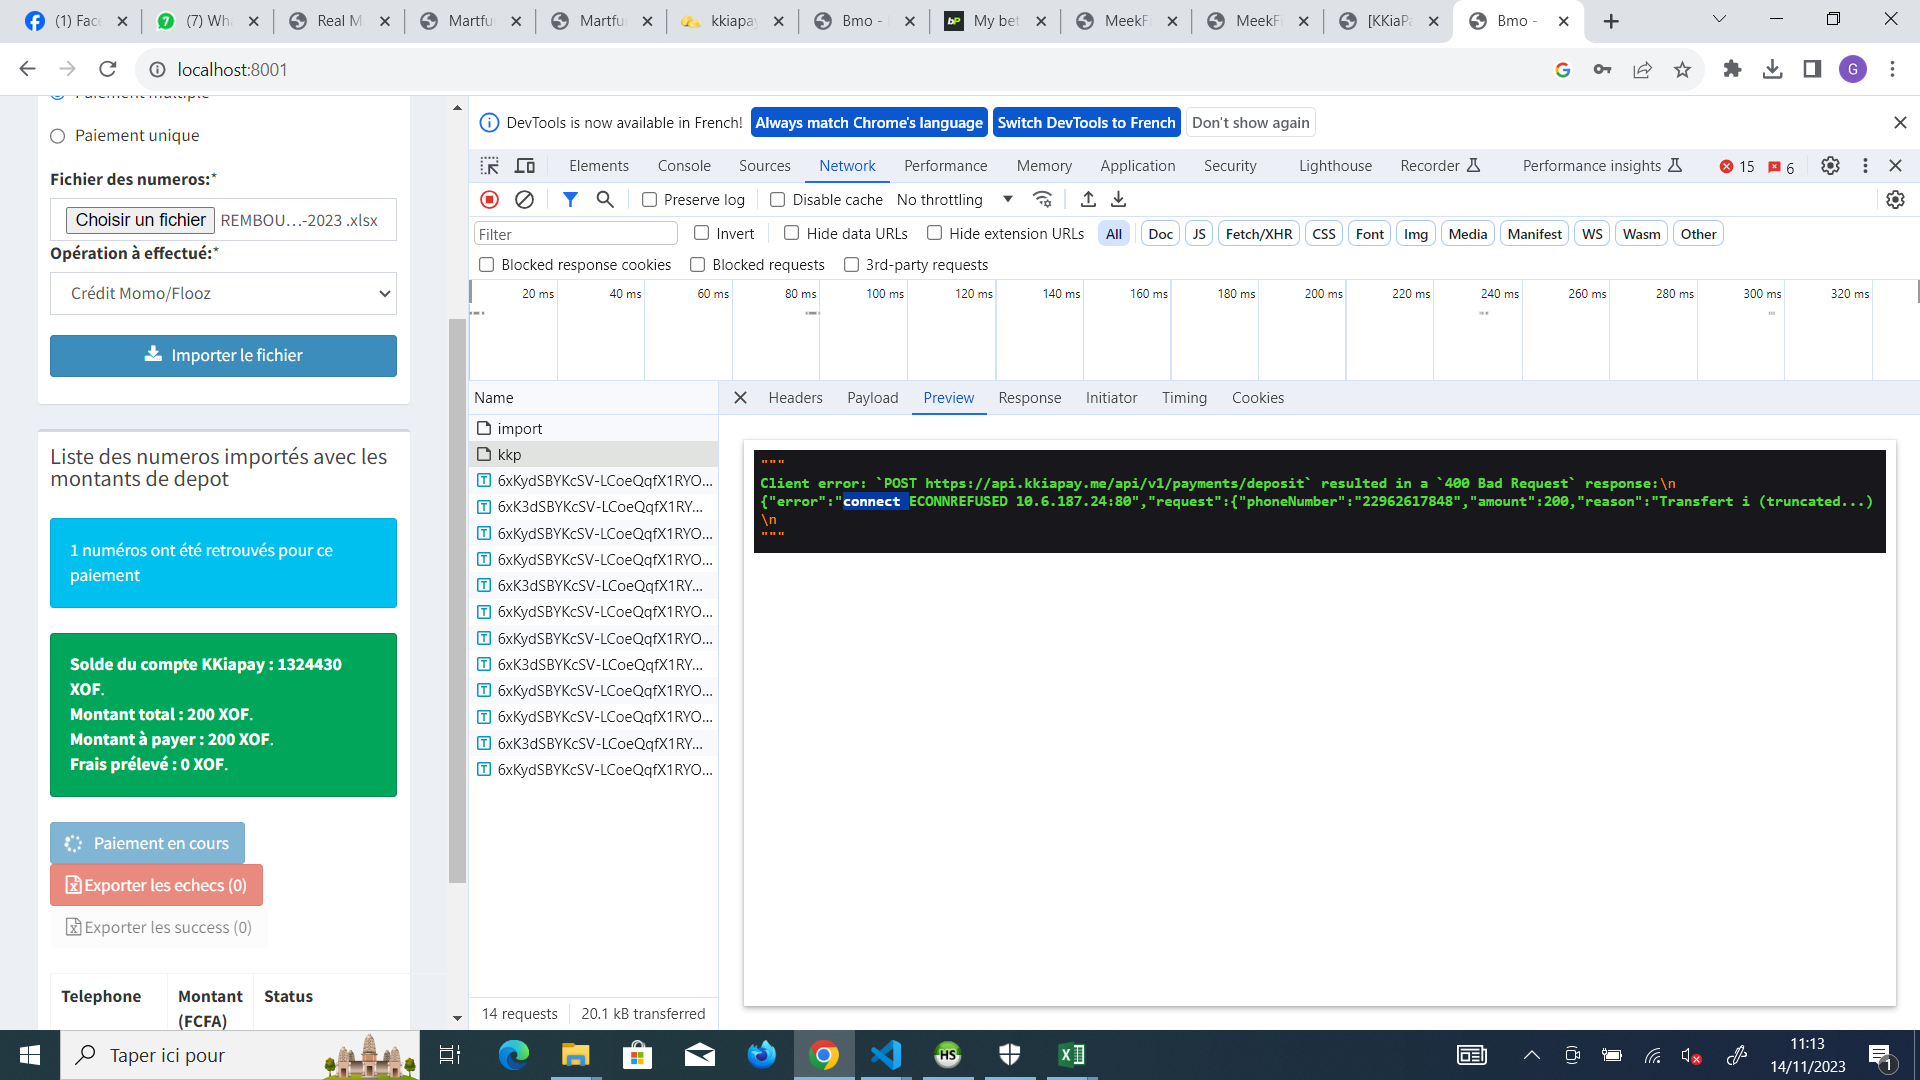 (1) Face
(7) Wha
Real M
Martfu
Martfu
kkiapay
Bmo -
My bet
MeekF
MeekF
[KKiaPa
Bmo -
localhost:8001
G
Paiement multiple
Paiement unique
Fichier des numeros:*
Choisir un fichier REMBOU…-2023 .xlsx
Opération à effectué:*
Crédit Momo/Flooz
Importer le fichier
Liste des numeros importés avec les
montants de depot
1 numéros ont été retrouvés pour ce
paiement
Solde du compte KKiapay : 1324430
XOF.
Montant total : 200 XOF.
Montant à payer : 200 XOF.
Frais prélevé : 0 XOF.
Paiement en cours
Exporter les echecs (0)
Exporter les success (0)
Telephone Montant Status
(FCFA)
DevTools is now available in French! Always match Chrome's language Switch DevTools to French Don't show again
Elements Console Sources Network Performance Memory Application Security Lighthouse Recorder Performance insights 15 6
Preserve log Disable cache No throttling
Filter Invert Hide data URLs Hide extension URLs All Doc JS Fetch/XHR CSS Font Img Media Manifest WS Wasm Other
Blocked response cookies Blocked requests 3rd-party requests
20 ms 40 ms 60 ms 80 ms 100 ms 120 ms 140 ms 160 ms 180 ms 200 ms 220 ms 240 ms 260 ms 280 ms 300 ms 320 ms
Name
import
kkp
6xKydSBYKcSV-LCoeQqfX1RYO...
6xK3dSBYKcSV-LCoeQqfX1RY...
6xKydSBYKcSV-LCoeQqfX1RYO...
6xKydSBYKcSV-LCoeQqfX1RYO...
6xK3dSBYKcSV-LCoeQqfX1RY...
6xKydSBYKcSV-LCoeQqfX1RYO...
6xKydSBYKcSV-LCoeQqfX1RYO...
6xK3dSBYKcSV-LCoeQqfX1RY...
6xKydSBYKcSV-LCoeQqfX1RYO...
6xKydSBYKcSV-LCoeQqfX1RYO...
6xK3dSBYKcSV-LCoeQqfX1RY...
6xKydSBYKcSV-LCoeQqfX1RYO...
14 requests 20.1 kB transferred
Headers Payload Preview Response Initiator Timing Cookies
"""
Client error: `POST https://api.kkiapay.me/api/v1/payments/deposit` resulted in a `400 Bad Request` response:\n
{"error":"connect ECONNREFUSED 10.6.187.24:80","request":{"phoneNumber":"22962617848","amount":200,"reason":"Transfert i (truncated...)
\n
"""
Taper ici pour
11:13
14/11/2023
1